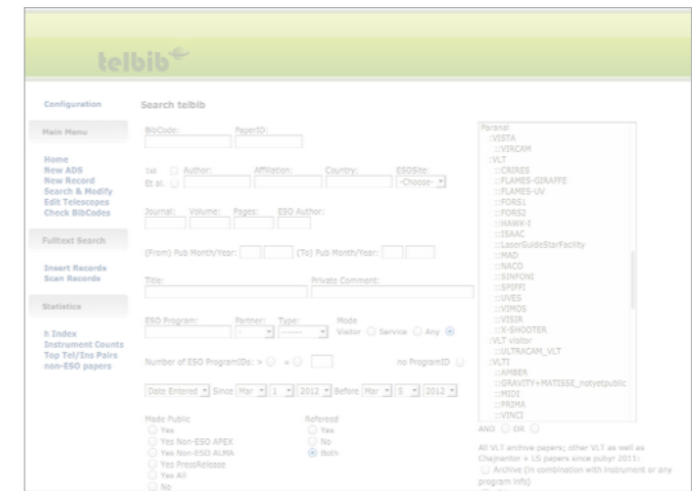 telbib
Configuration
Search telbib
Main Menu
BibCode: PaperID:
Home
New ADS
New Record
Search & Modify
Edit Telescopes
Check BibCodes
1st Author: Affiliation: Country: ESOSite:
Et al. -Choose-
Journal: Volume: Pages: ESO Author:
Fulltext Search
(From) Pub Month/Year: (To) Pub Month/Year:
Insert Records
Scan Records
Title: Private Comment:
Statistics
ESO Program: Partner: Type: Mode
- ------- Visitor Service Any
h Index
Instrument Counts
Top Tel/Ins Pairs
non-ESO papers
Number of ESO ProgramIDs: > = no ProgramID
Date Entered Since Mar 1 2012 Before Mar 5 2012
Made Public
Yes
Yes Non-ESO APEX
Yes Non-ESO ALMA
Yes PressRelease
Yes All
No
Refereed
Yes
No
Both
Paranal
::VISTA
:::VIRCAM
::VLT
:::CRIRES
:::FLAMES-GIRAFFE
:::FLAMES-UV
:::FORS1
:::FORS2
:::HAWK-I
:::ISAAC
:::LaserGuideStarFacility
:::MAD
:::NACO
:::SINFONI
:::SPIFFI
:::UVES
:::VIMOS
:::VISIR
:::X-SHOOTER
::VLT visitor
:::ULTRACAM_VLT
::VLTI
:::AMBER
:::GRAVITY+MATISSE_notyetpublic
:::MIDI
:::PRIMA
:::VINCI
AND OR
All VLT archive papers; other VLT as well as
Chajnantor + LS papers since pubyr 2011:
Archive (in combination with instrument or any
program info)